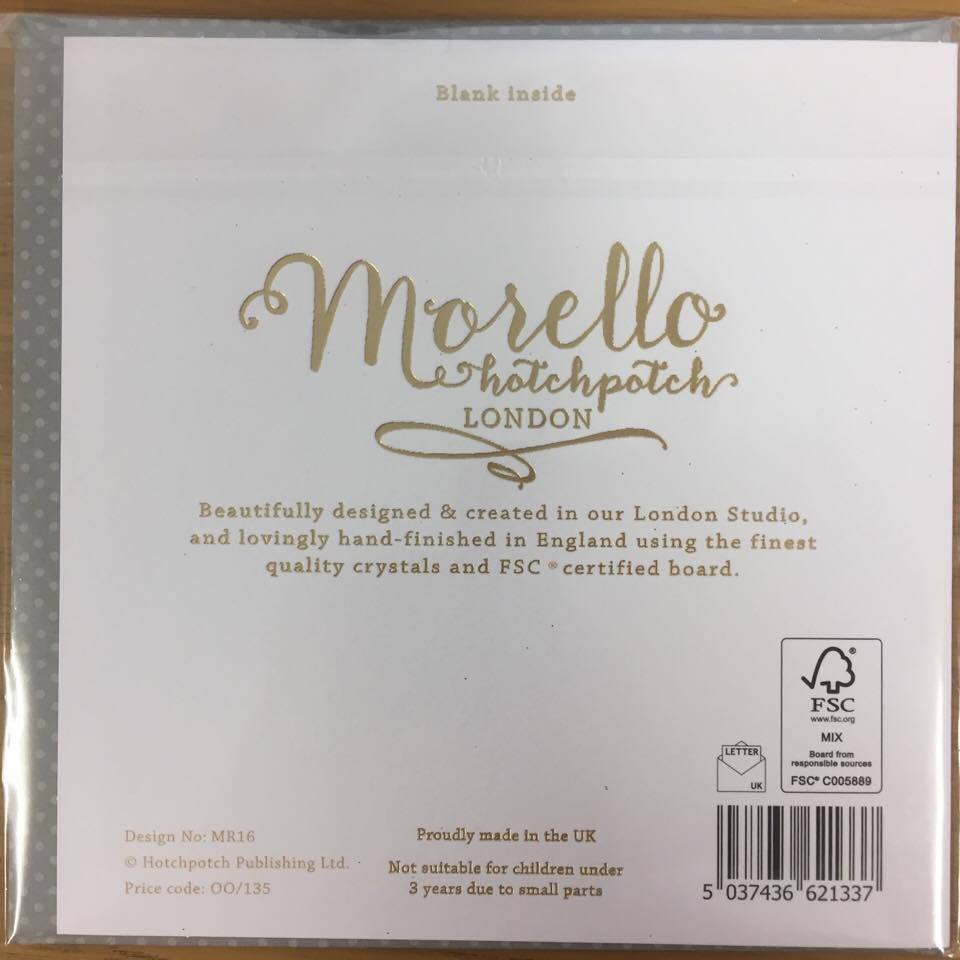 Blank inside
Morello
hotchpotch
LONDON
Beautifully designed & created in our London Studio,
and lovingly hand-finished in England using the finest
quality crystals and FSC ® certified board.
FSC®
www.fsc.org
MIX
Board from
responsible sources
FSC® C005889
LETTER
UK
Design No: MR16
© Hotchpotch Publishing Ltd.
Price code: OO/135
Proudly made in the UK
Not suitable for children under
3 years due to small parts
5 037436 621337